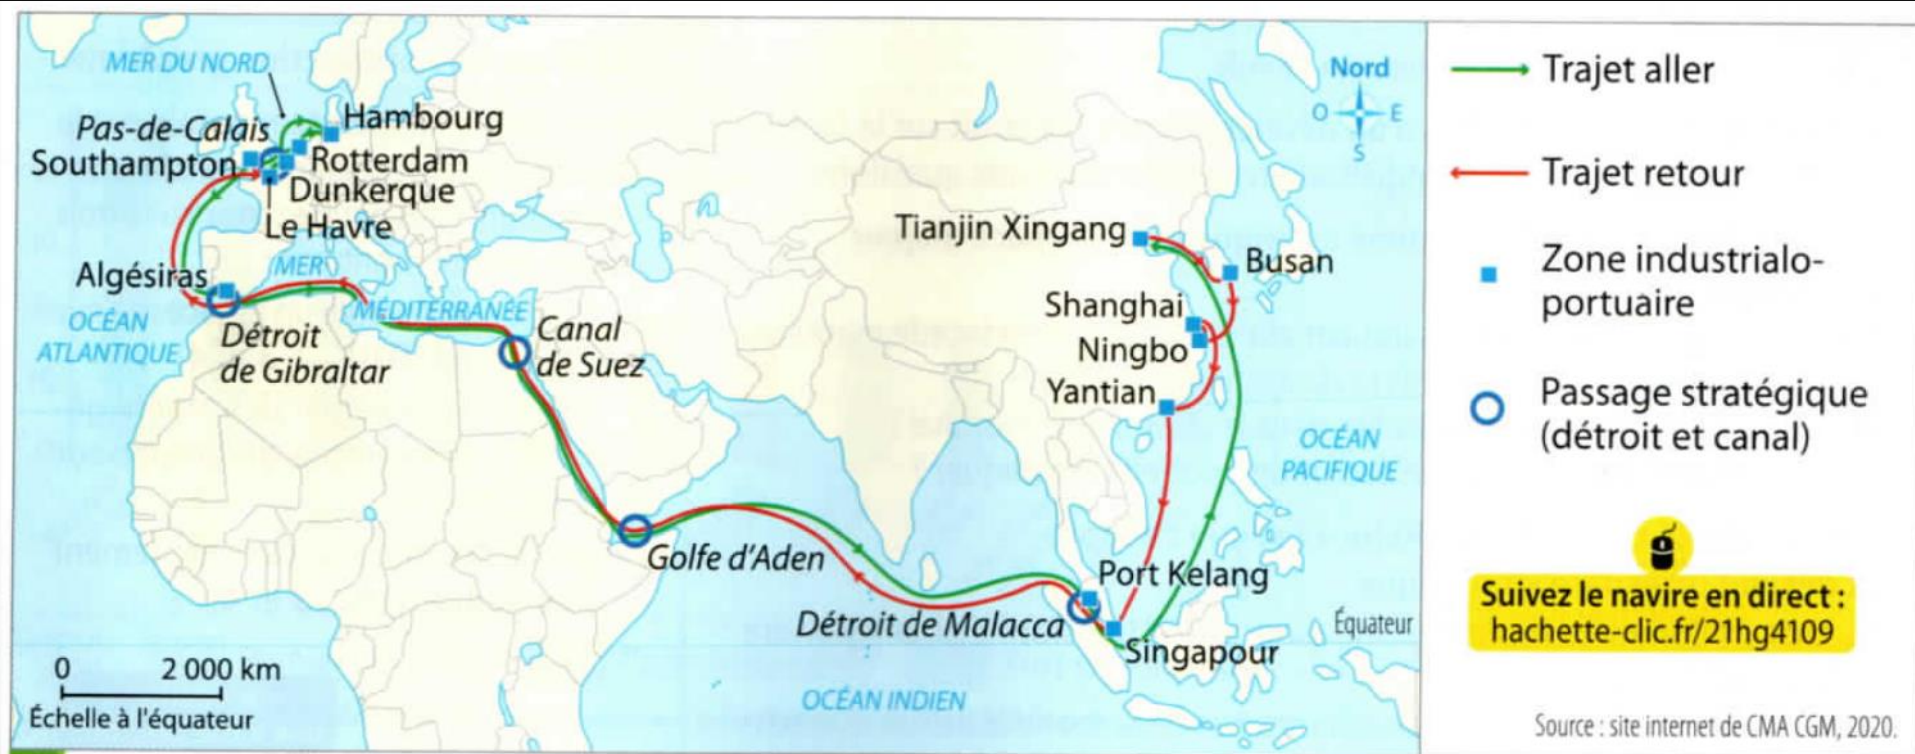 MER DU NORD
Pas-de-Calais
Hambourg
Southampton
Rotterdam
Dunkerque
Le Havre
Algésiras
MER
MÉDITERRANÉE
OCÉAN
ATLANTIQUE
Détroit
de Gibraltar
Canal
de Suez
Golfe d'Aden
Tianjin Xingang
Busan
Shanghai
Ningbo
Yantian
OCÉAN
PACIFIQUE
Port Kelang
Détroit de Malacca
Singapour
Équateur
OCÉAN INDIEN
Nord
O
E
S
0 2 000 km
Échelle à l'équateur
Trajet aller
Trajet retour
Zone industrialo-
portuaire
Passage stratégique
(détroit et canal)
Suivez le navire en direct :
hachette-clic.fr/21hg4109
Source : site internet de CMA CGM, 2020.